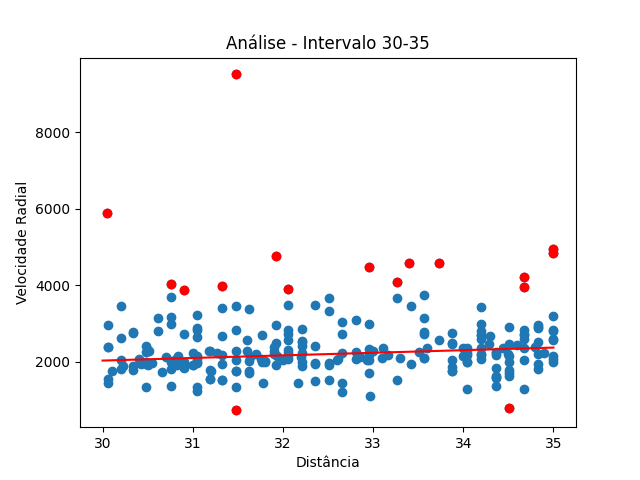 Análise - Intervalo 30-35
Velocidade Radial
8000
6000
4000
2000
30 31 32 33 34 35
Distância